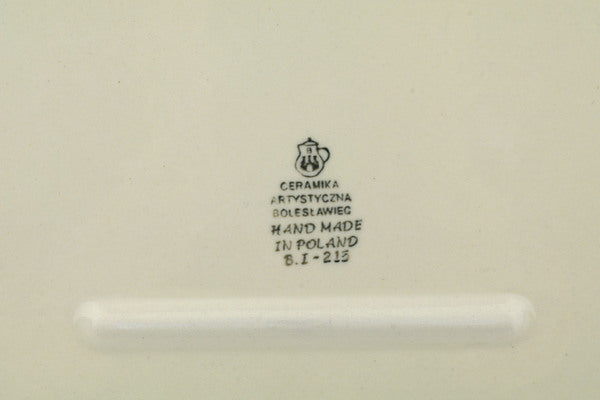 B
CERAMIKA
ARTYSTYCZNA
BOLESŁAWIEC
HAND MADE
IN POLAND
B.I-215